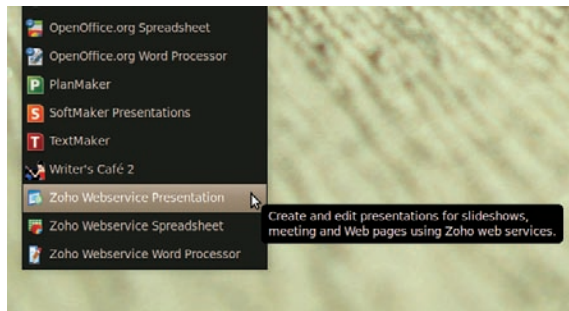 OpenOffice.org Spreadsheet
OpenOffice.org Word Processor
PlanMaker
SoftMaker Presentations
TextMaker
Writer's Café 2
Zoho Webservice Presentation
Create and edit presentations for slideshows,
meeting and Web pages using Zoho web services.
Zoho Webservice Spreadsheet
Zoho Webservice Word Processor